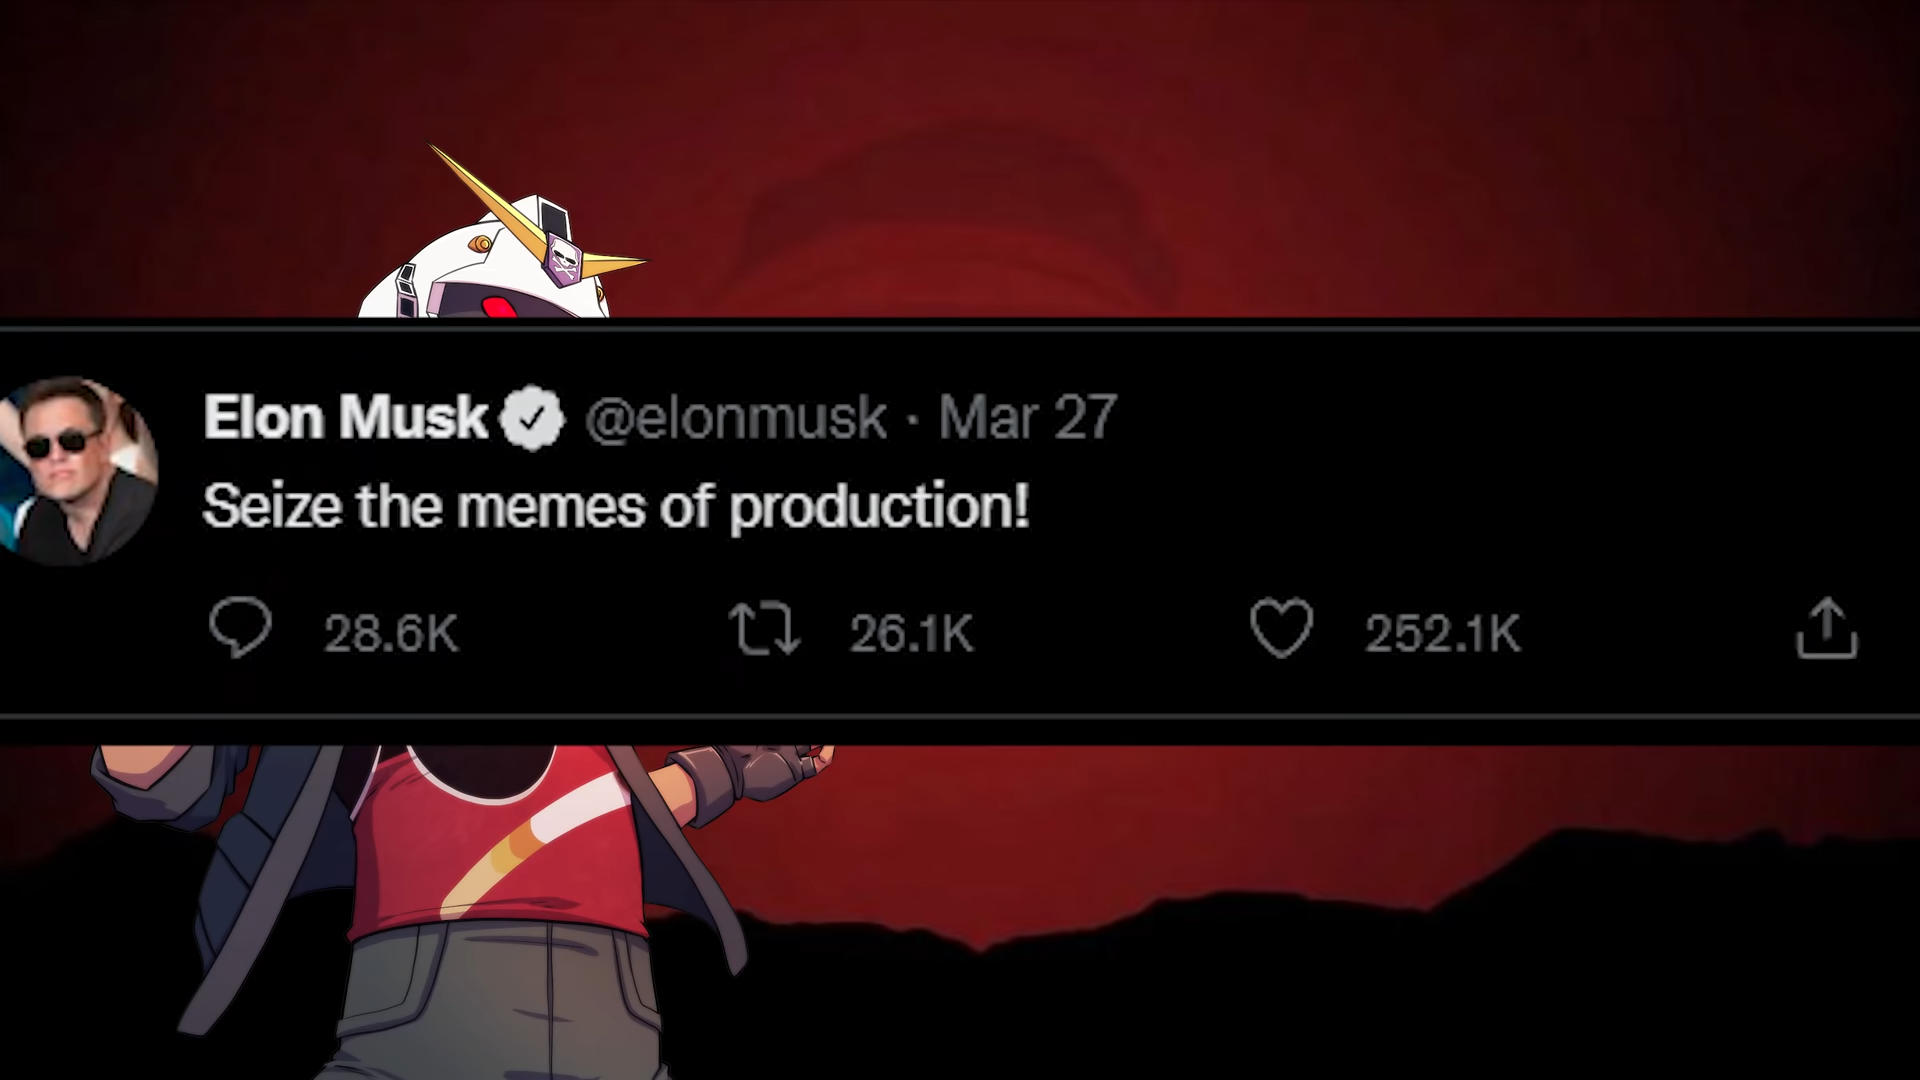 Elon Musk @elonmusk · Mar 27
Seize the memes of production!
28.6K 26.1K 252.1K